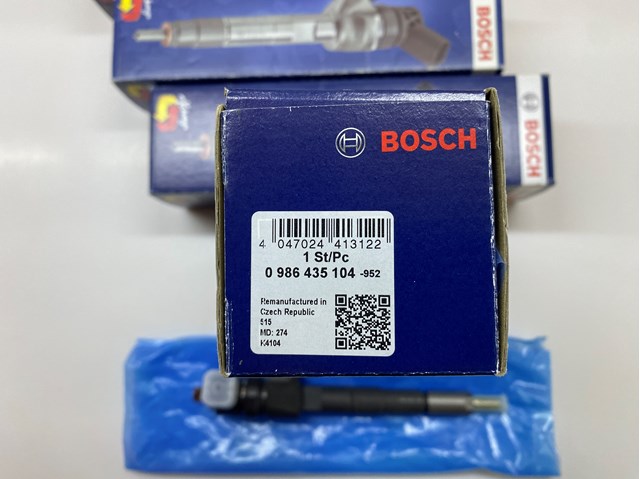 BOSCH
BOSCH
BOSCH
4 047024 413122
1 St/Pc
0 986 435 104 -952
Remanufactured in
Czech Republic
515
MD: 274
K4104